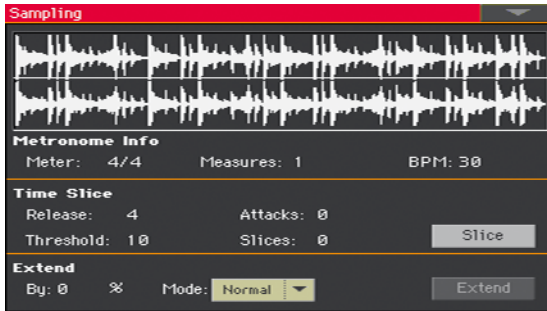 Sampling
Metronome Info
Meter: 4/4 Measures: 1 BPM: 30
Time Slice
Release: 4 Attacks: 0
Threshold: 10 Slices: 0 Slice
Extend
By: 0 % Mode: Normal Extend